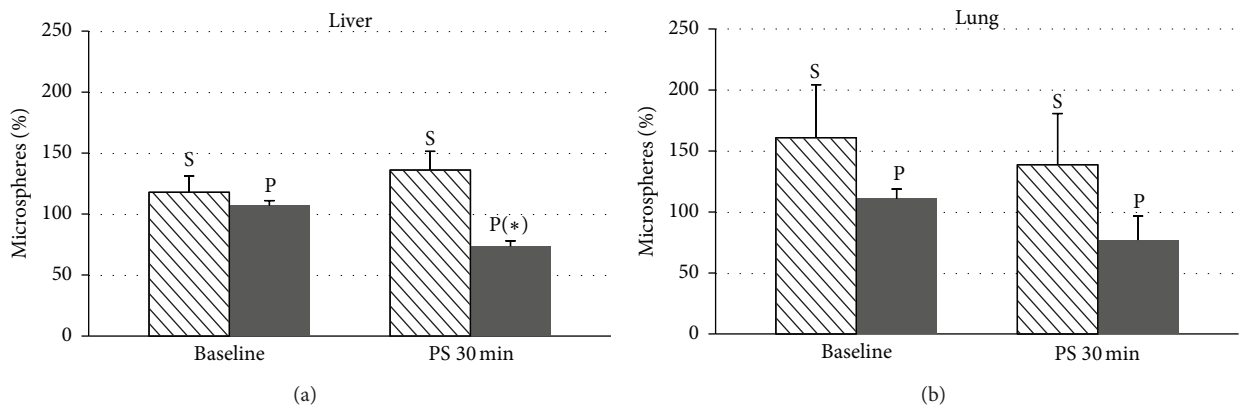 Liver
250
200
150
100
50
0
Microspheres (%)
S
P
S
P(∗)
Baseline
PS 30 min
(a)
Lung
250
200
150
100
50
0
Microspheres (%)
S
P
S
P
Baseline
PS 30 min
(b)